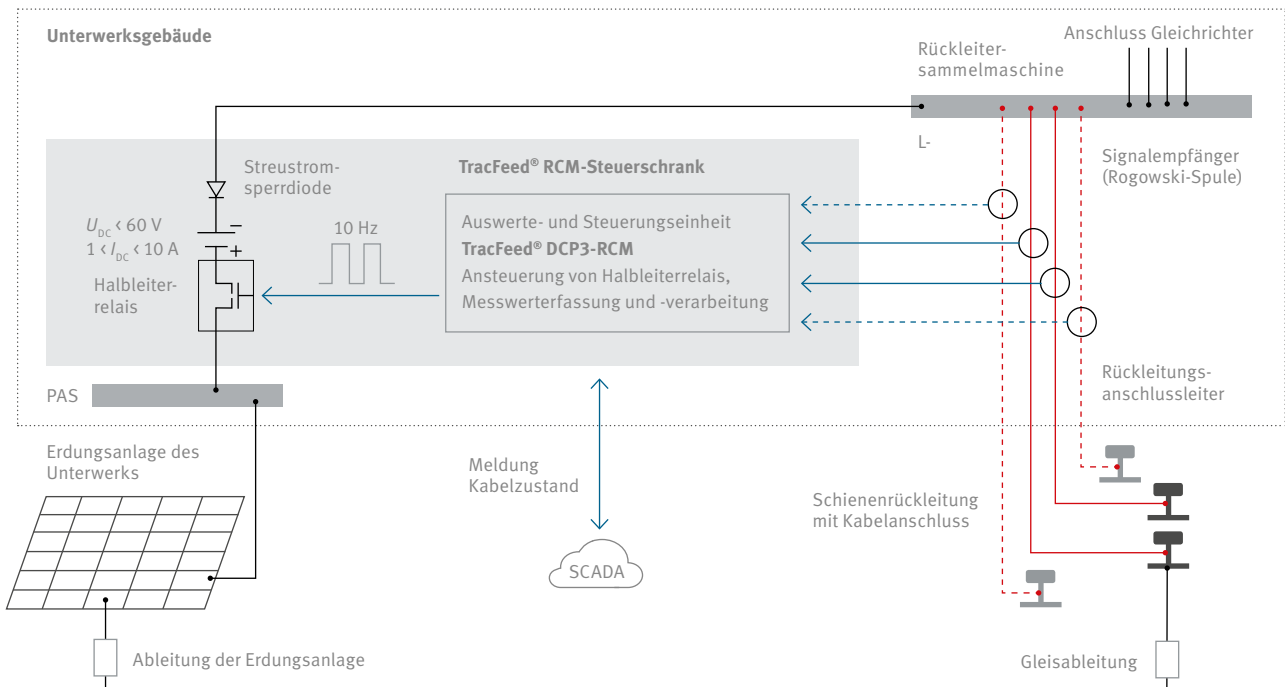 Unterwerksgebäude
Anschluss Gleichrichter
Rückleiter-
sammelmaschine
L-
Streustrom-
sperrdiode
TracFeed® RCM-Steuerschrank
Signalempfänger
(Rogowski-Spule)
UDC < 60 V
1 < IDC < 10 A
−
+
Halbleiter-
relais
10 Hz
Auswerte- und Steuerungseinheit
TracFeed® DCP3-RCM
Ansteuerung von Halbleiterrelais,
Messwerterfassung und -verarbeitung
PAS
Rückleitungs-
anschlussleiter
Erdungsanlage des
Unterwerks
Meldung
Kabelzustand
Schienenrückleitung
mit Kabelanschluss
SCADA
Ableitung der Erdungsanlage
Gleisableitung